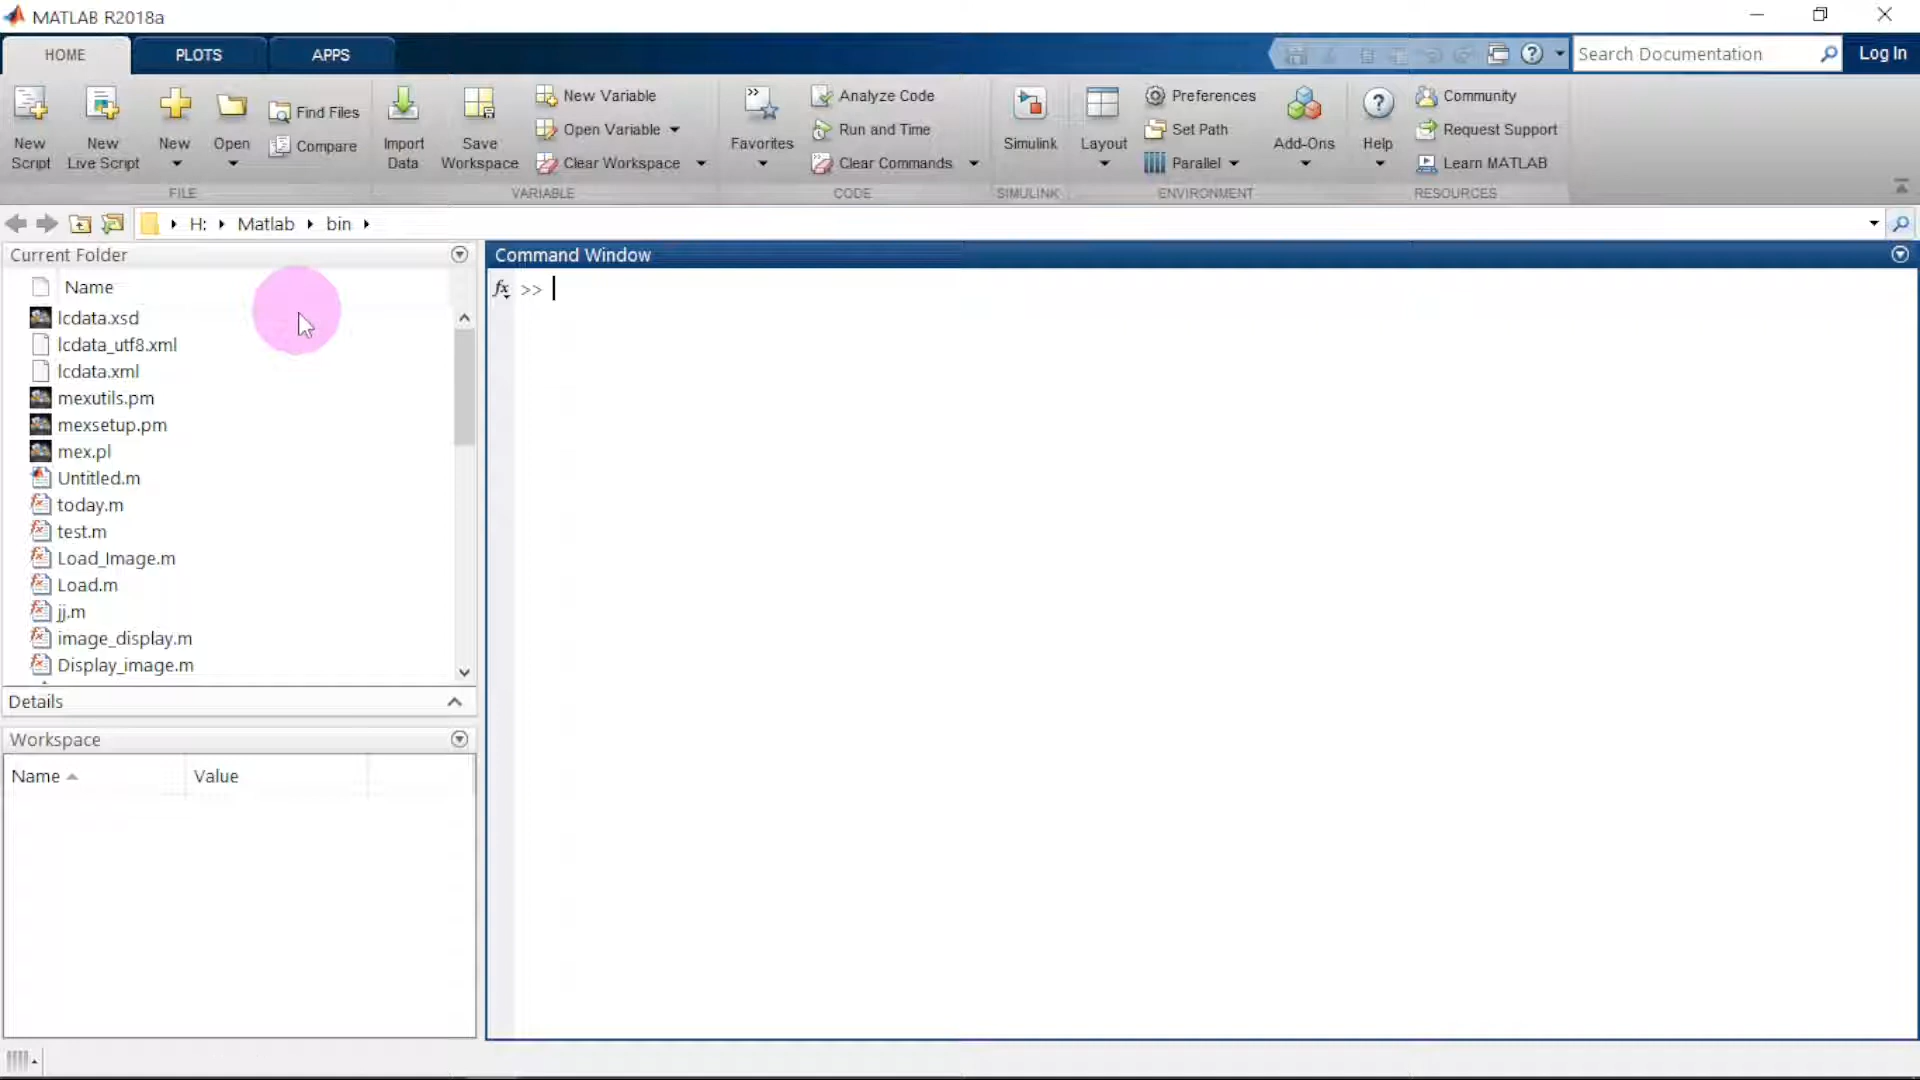 MATLAB R2018a
HOME
PLOTS
APPS
Search Documentation
Log In
New Script
New Live Script
New
Open
Find Files
Compare
Import Data
Save Workspace
New Variable
Open Variable
Clear Workspace
Favorites
Analyze Code
Run and Time
Clear Commands
Simulink
Layout
Preferences
Set Path
Parallel
Add-Ons
Help
Community
Request Support
Learn MATLAB
FILE
VARIABLE
CODE
SIMULINK
ENVIRONMENT
RESOURCES
H: Matlab bin
Current Folder
Name
lcdata.xsd
lcdata_utf8.xml
lcdata.xml
mexutils.pm
mexsetup.pm
mex.pl
Untitled.m
today.m
test.m
Load_Image.m
Load.m
jj.m
image_display.m
Display_image.m
Details
Workspace
Name
Value
Command Window
fx >>